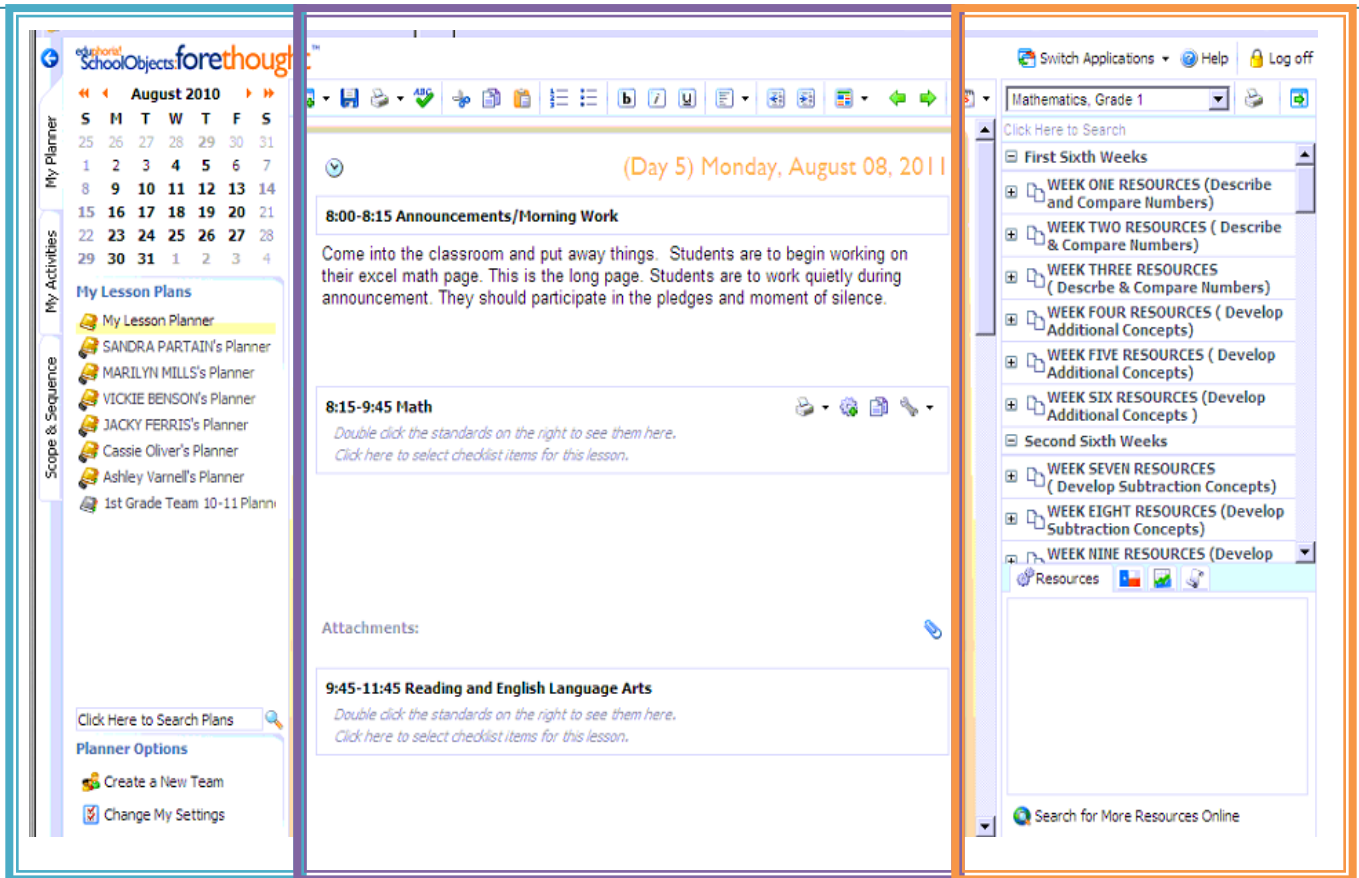 eduphoria!
SchoolObjects:forethought™
August 2010
S M T W T F S
25 26 27 28 29 30 31
1 2 3 4 5 6 7
8 9 10 11 12 13 14
15 16 17 18 19 20 21
22 23 24 25 26 27 28
29 30 31 1 2 3 4
My Planner
My Activities
Scope & Sequence
My Lesson Plans
My Lesson Planner
SANDRA PARTAIN's Planner
MARILYN MILLS's Planner
VICKIE BENSON's Planner
JACKY FERRIS's Planner
Cassie Oliver's Planner
Ashley Varnell's Planner
1st Grade Team 10-11 Plann
Click Here to Search Plans
Planner Options
Create a New Team
Change My Settings
ABC
b i u
(Day 5) Monday, August 08, 2011
8:00-8:15 Announcements/Morning Work
Come into the classroom and put away things. Students are to begin working on
their excel math page. This is the long page. Students are to work quietly during
announcement. They should participate in the pledges and moment of silence.
8:15-9:45 Math
Double click the standards on the right to see them here.
Click here to select checklist items for this lesson.
Attachments:
9:45-11:45 Reading and English Language Arts
Double click the standards on the right to see them here.
Click here to select checklist items for this lesson.
Switch Applications Help Log off
Mathematics, Grade 1
Click Here to Search
First Sixth Weeks
WEEK ONE RESOURCES (Describe
and Compare Numbers)
WEEK TWO RESOURCES ( Describe
& Compare Numbers)
WEEK THREE RESOURCES
( Descrbe & Compare Numbers)
WEEK FOUR RESOURCES ( Develop
Additional Concepts)
WEEK FIVE RESOURCES ( Develop
Additional Concepts)
WEEK SIX RESOURCES (Develop
Additional Concepts )
Second Sixth Weeks
WEEK SEVEN RESOURCES
( Develop Subtraction Concepts)
WEEK EIGHT RESOURCES (Develop
Subtraction Concepts)
WEEK NINE RESOURCES (Develop
Resources
Search for More Resources Online